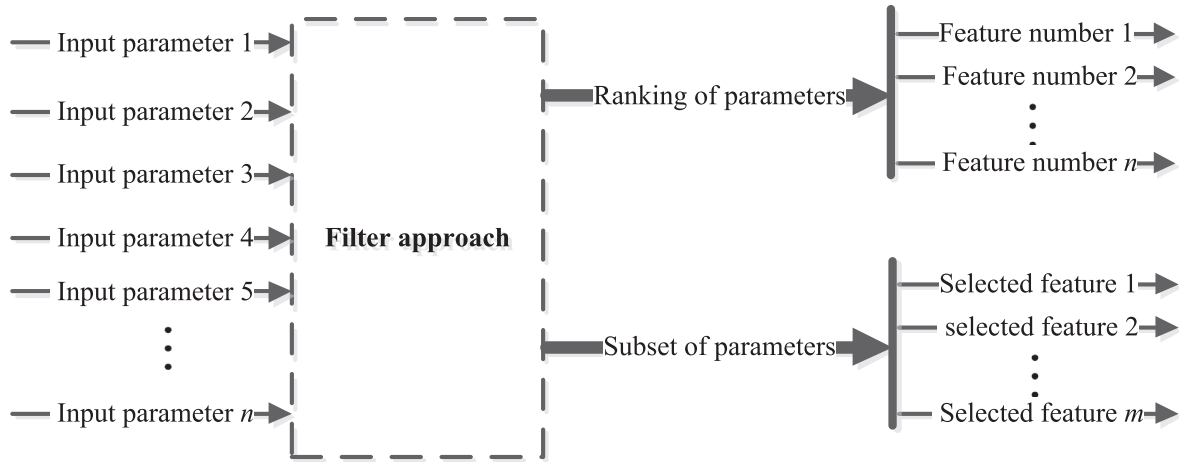 Input parameter 1
Input parameter 2
Input parameter 3
Input parameter 4
Input parameter 5
Input parameter n
Filter approach
Ranking of parameters
Feature number 1
Feature number 2
Feature number n
Subset of parameters
Selected feature 1
selected feature 2
Selected feature m